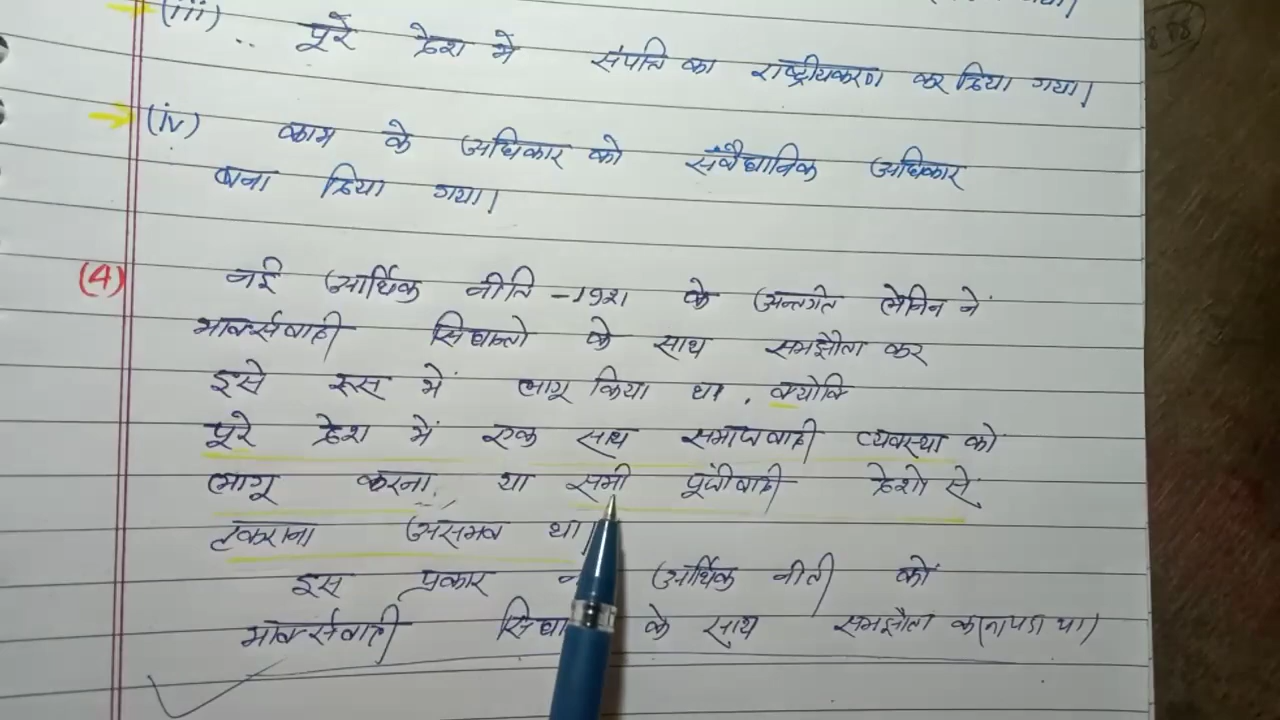 (iii) .. पूरे देश में संपत्ति का राष्ट्रीयकरण कर दिया गया।
(iv) काम के अधिकार को संवैधानिक अधिकार
बना दिया गया।
(4) नई आर्थिक नीति -1921 के अन्तर्गत लेनिन ने
मार्क्सवादी सिद्धान्तो के साथ समझौता कर
इसे रूस में लागू किया था. क्योकि
पूरे देश में एक साथ समाजवादी व्यवस्था को
लागू करना. या सभी पूंजीवादी देशो से
टकराना असंभव था।
इस प्रकार आर्थिक नीती को
मार्क्सवादी के साथ समझौता करना पडा था)